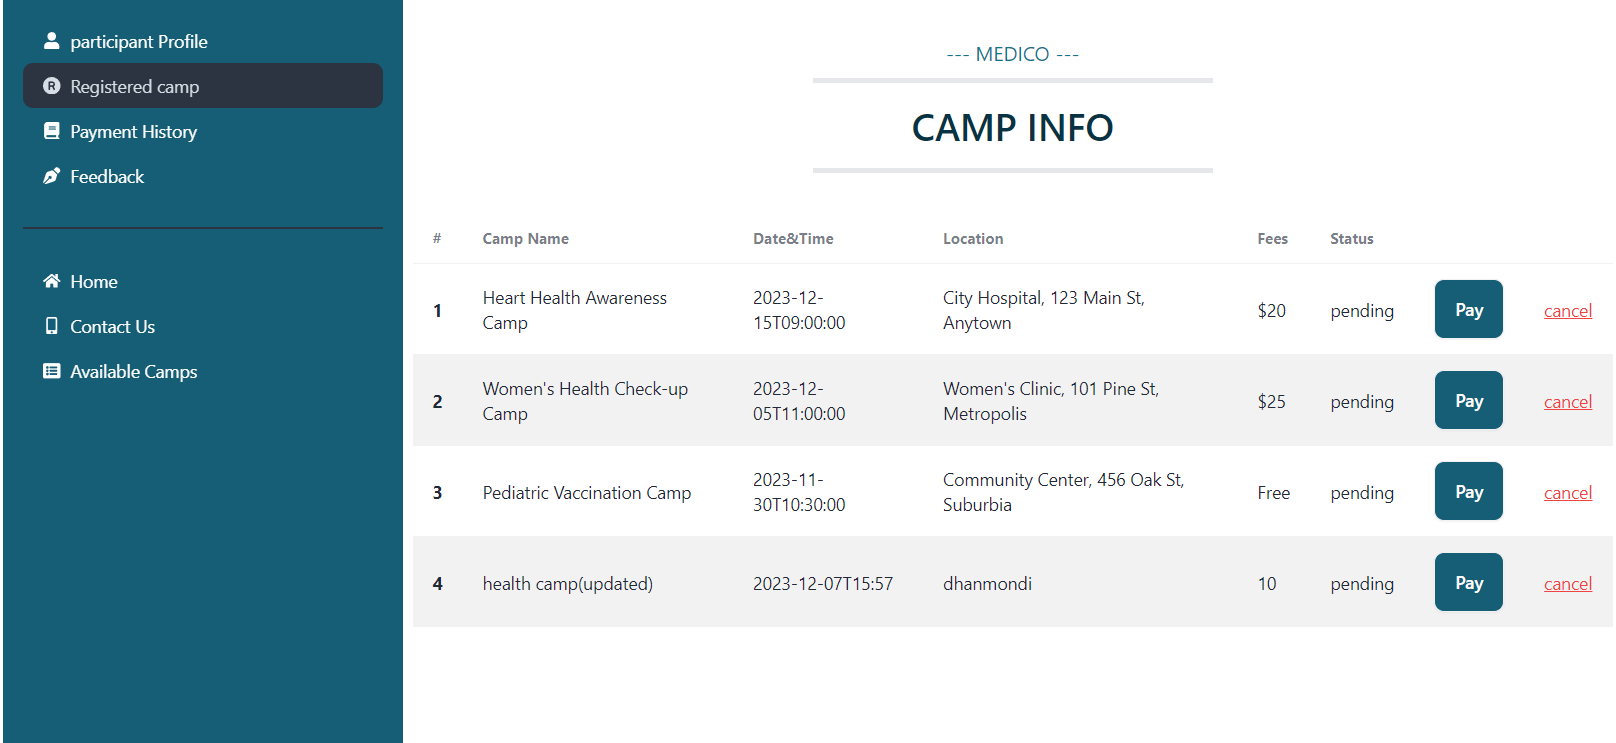 participant Profile
Registered camp
Payment History
Feedback
Home
Contact Us
Available Camps
--- MEDICO ---
CAMP INFO
# Camp Name Date&Time Location Fees Status
1 Heart Health Awareness Camp 2023-12-15T09:00:00 City Hospital, 123 Main St, Anytown $20 pending Pay cancel
2 Women's Health Check-up Camp 2023-12-05T11:00:00 Women's Clinic, 101 Pine St, Metropolis $25 pending Pay cancel
3 Pediatric Vaccination Camp 2023-11-30T10:30:00 Community Center, 456 Oak St, Suburbia Free pending Pay cancel
4 health camp(updated) 2023-12-07T15:57 dhanmondi 10 pending Pay cancel